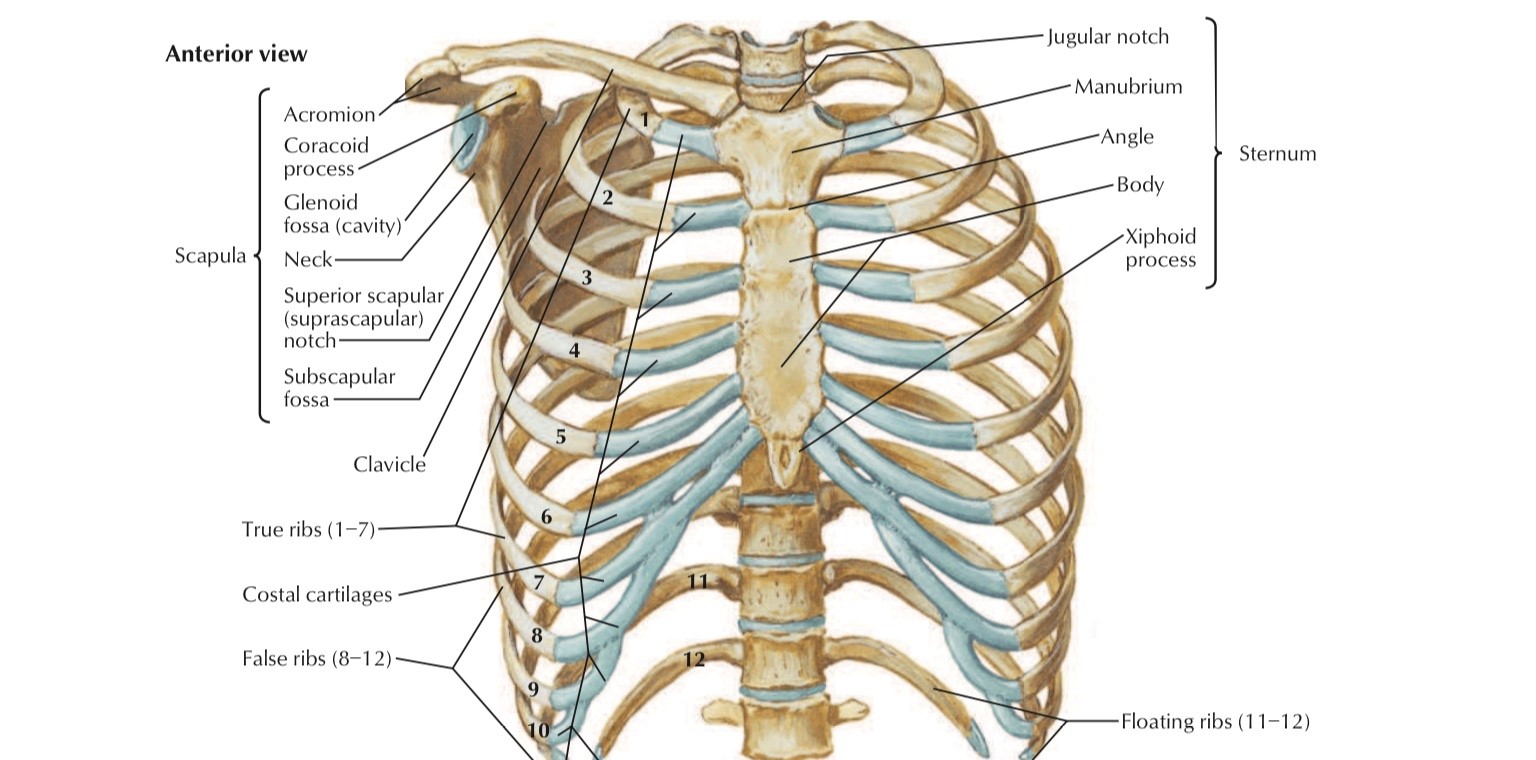 Anterior view
Acromion
Coracoid
process
Glenoid
fossa (cavity)
Neck
Superior scapular
(suprascapular)
notch
Subscapular
fossa
Scapula
Clavicle
True ribs (1–7)
Costal cartilages
False ribs (8–12)
1
2
3
4
5
6
7
8
9
10
11
12
Jugular notch
Manubrium
Angle
Body
Xiphoid
process
Sternum
Floating ribs (11–12)